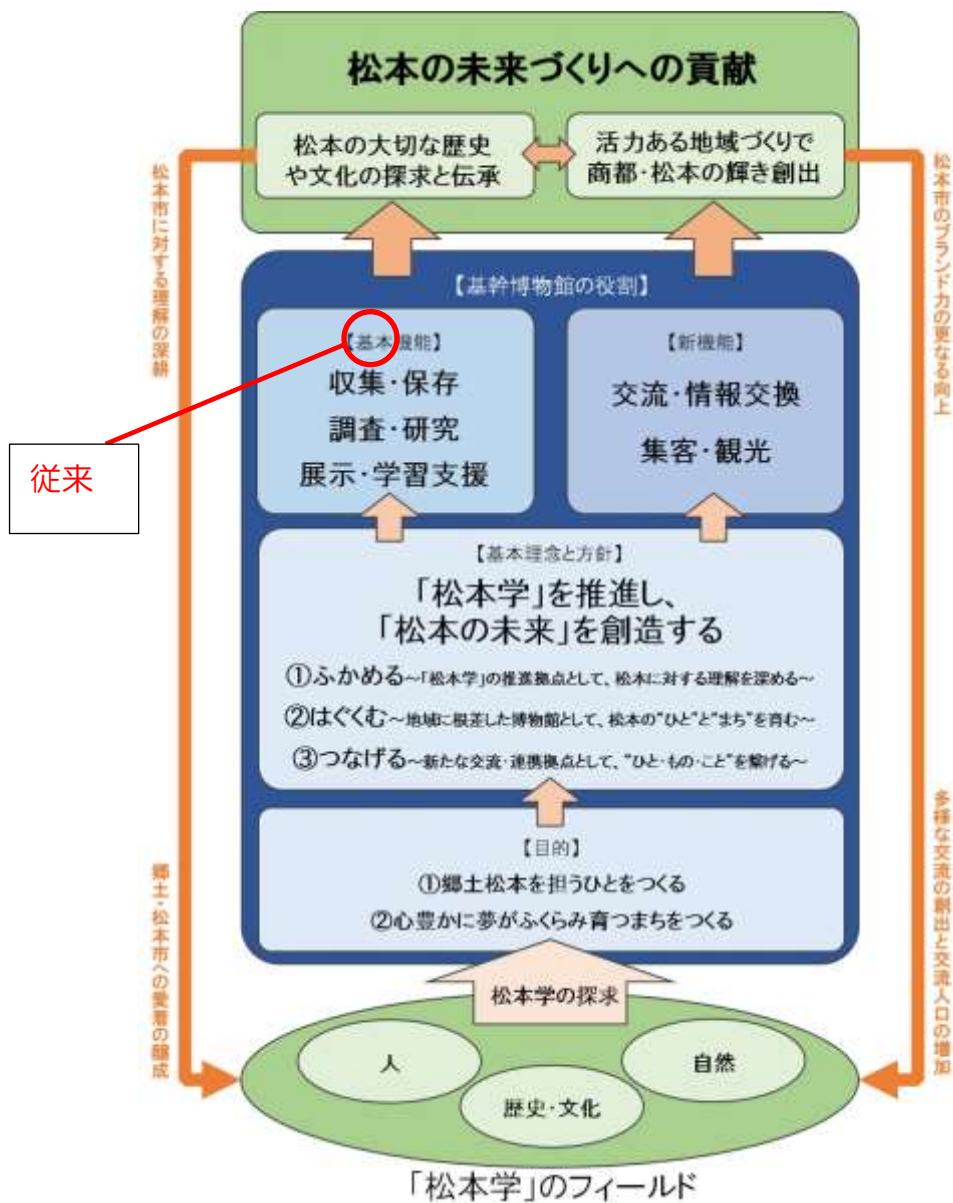 松本の未来づくりへの貢献
松本の大切な歴史
や文化の探求と伝承
活力ある地域づくりで
商都・松本の輝き創出
松本市に対する理解の深耕
松本市のブランド力の更なる向上
【基幹博物館の役割】
【基本機能】
収集・保存
調査・研究
展示・学習支援
【新機能】
交流・情報交換
集客・観光
従来
【基本理念と方針】
「松本学」を推進し、
「松本の未来」を創造する
①ふかめる～「松本学」の推進拠点として、松本に対する理解を深める～
②はぐくむ～地域に根差した博物館として、松本の"ひと"と"まち"を育む～
③つなげる～新たな交流・連携拠点として、"ひと・もの・こと"を繋げる～
【目的】
①郷土松本を担うひとをつくる
②心豊かに夢がふくらみ育つまちをつくる
郷土・松本市への愛着の醸成
多様な交流の創出と交流人口の増加
松本学の探求
人
自然
歴史・文化
「松本学」のフィールド